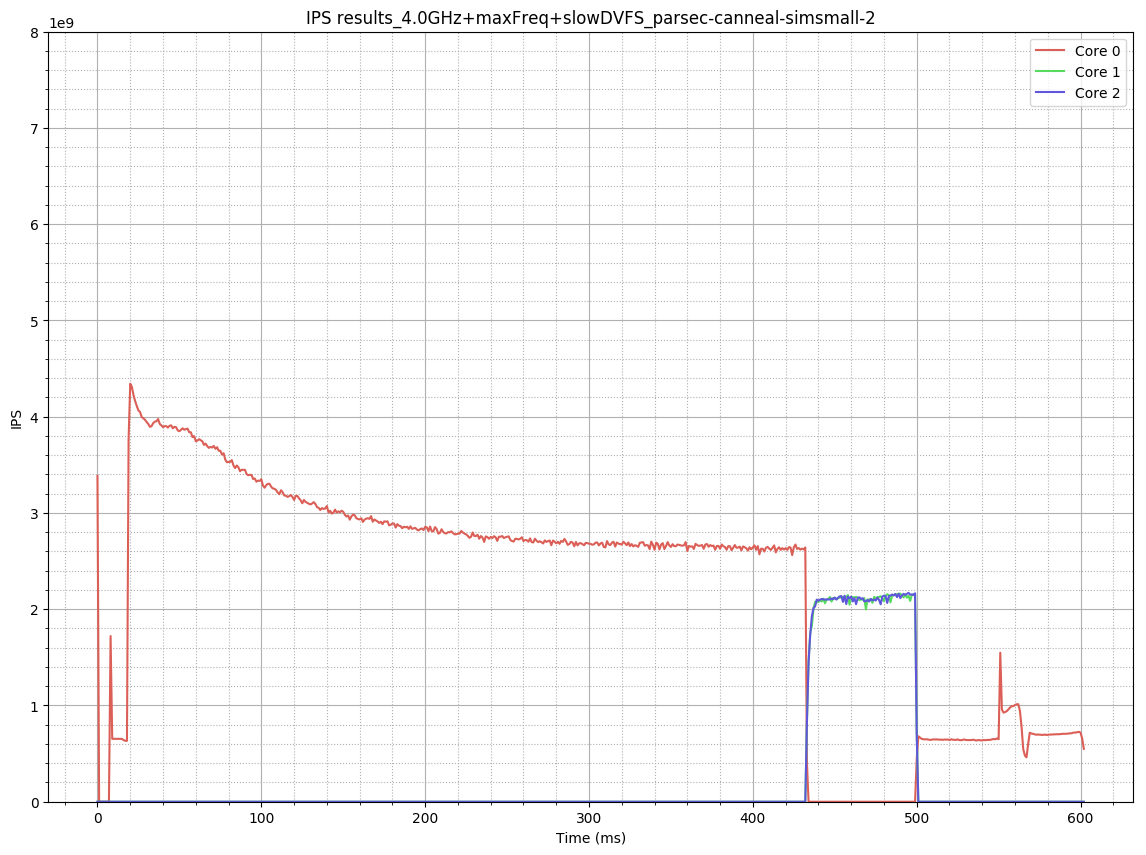 IPS results_4.0GHz+maxFreq+slowDVFS_parsec-canneal-simsmall-2
1e9
8
7
6
5
4
3
2
1
0
IPS
Core 0
Core 1
Core 2
0 100 200 300 400 500 600
Time (ms)